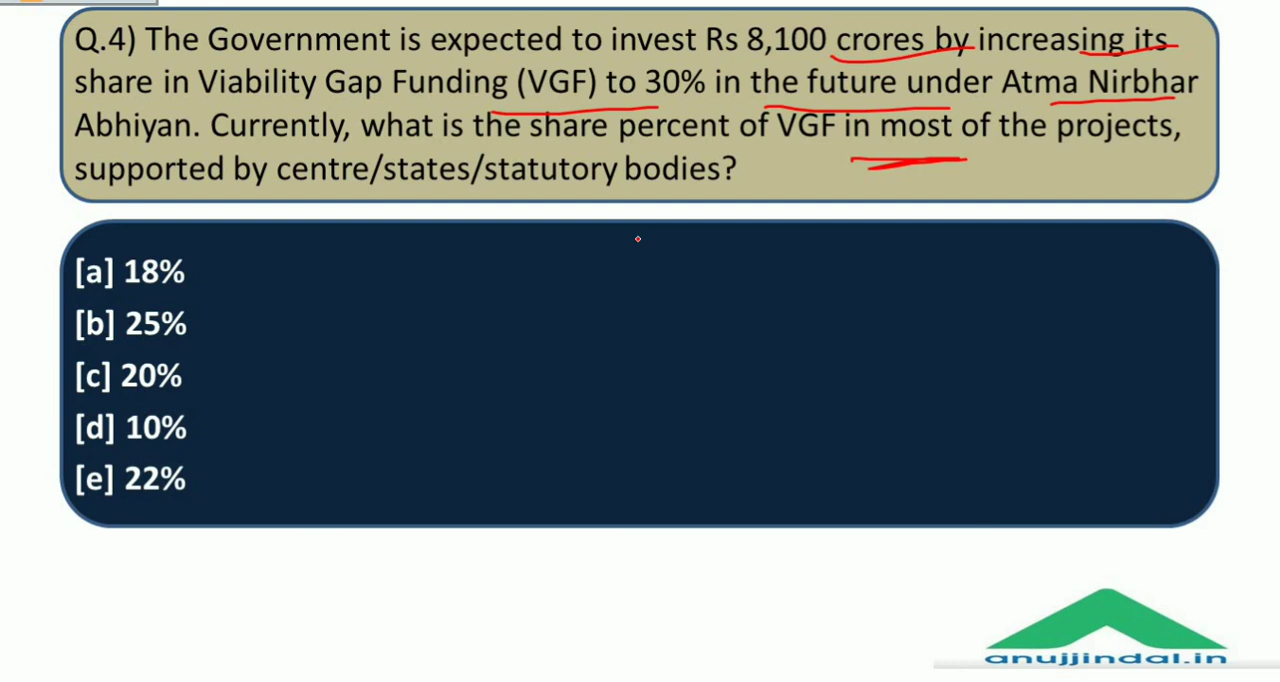 Q.4) The Government is expected to invest Rs 8,100 crores by increasing its
share in Viability Gap Funding (VGF) to 30% in the future under Atma Nirbhar
Abhiyan. Currently, what is the share percent of VGF in most of the projects,
supported by centre/states/statutory bodies?
[a] 18%
[b] 25%
[c] 20%
[d] 10%
[e] 22%
anujjindal.in